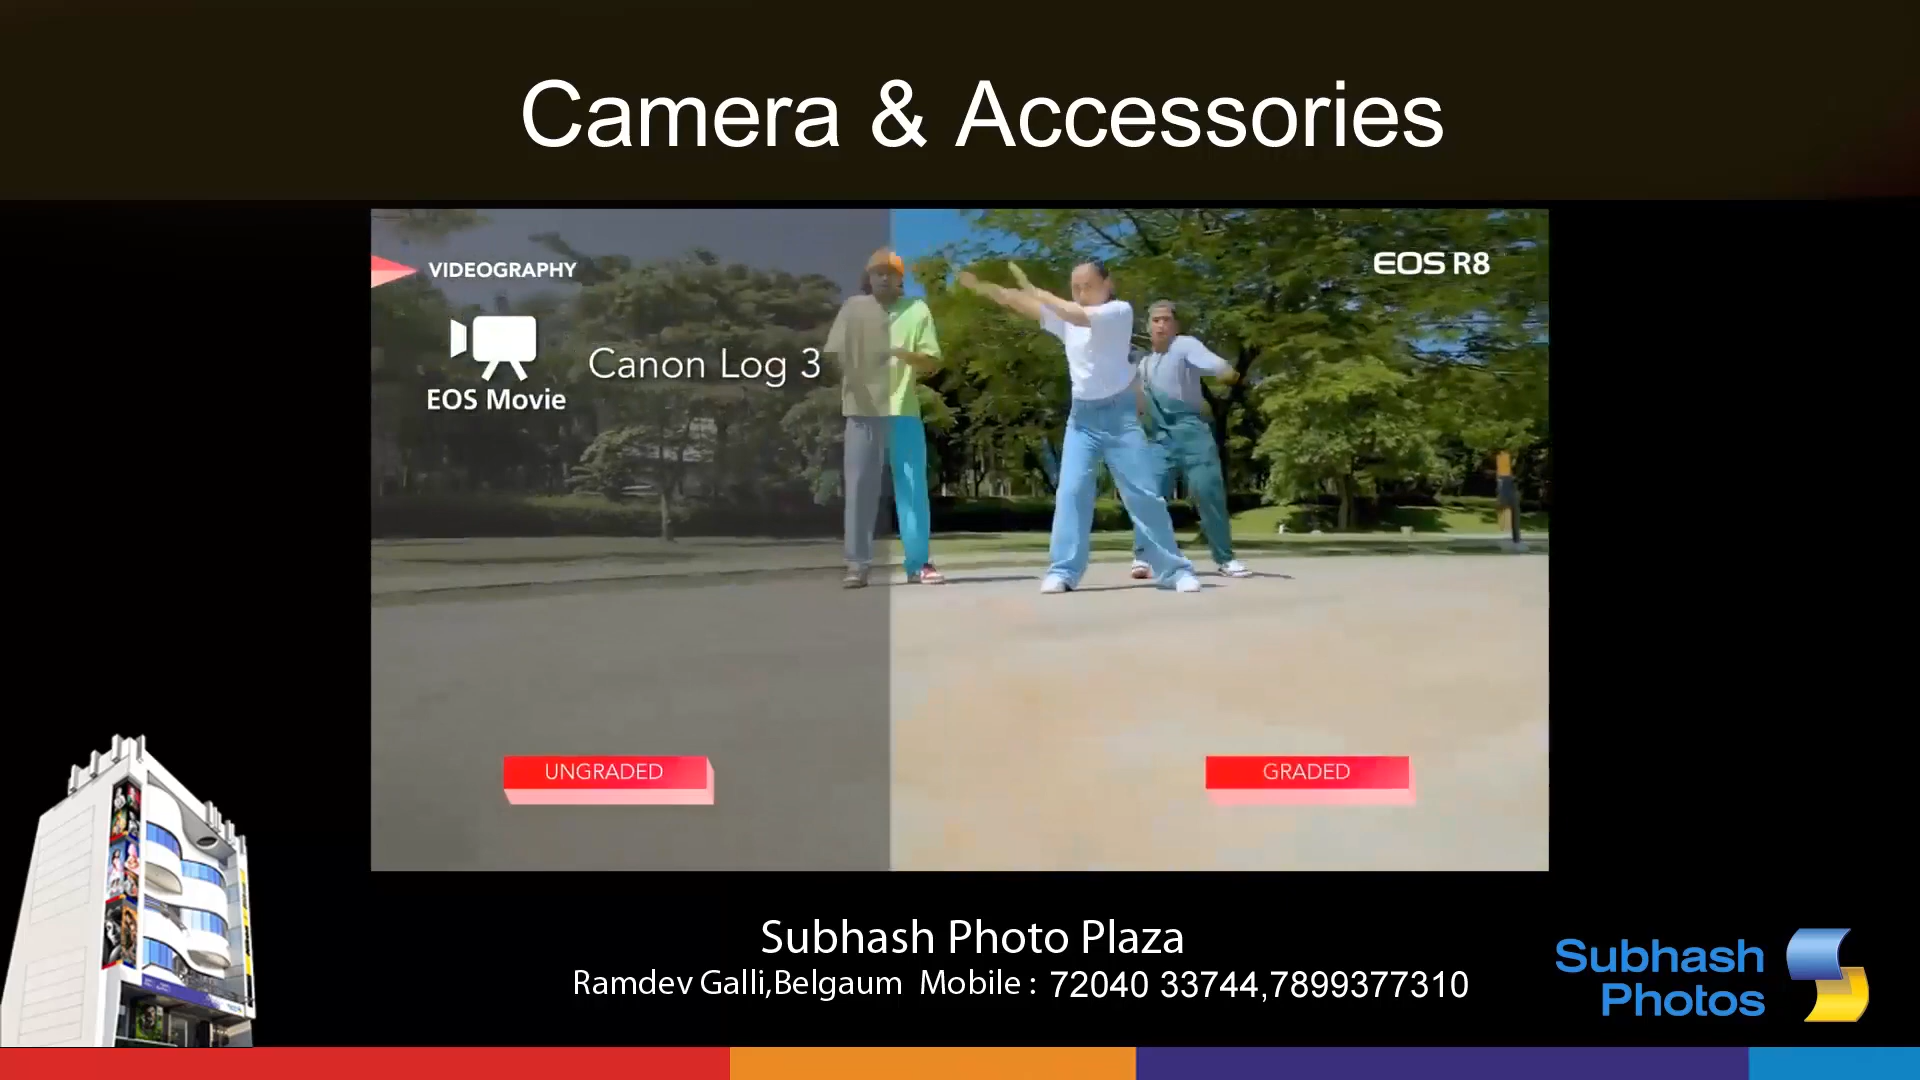 Camera & Accessories
VIDEOGRAPHY
EOS R8
EOS Movie
Canon Log 3
UNGRADED
GRADED
Subhash Photo Plaza
Ramdev Galli,Belgaum Mobile : 72040 33744,7899377310
Subhash
Photos